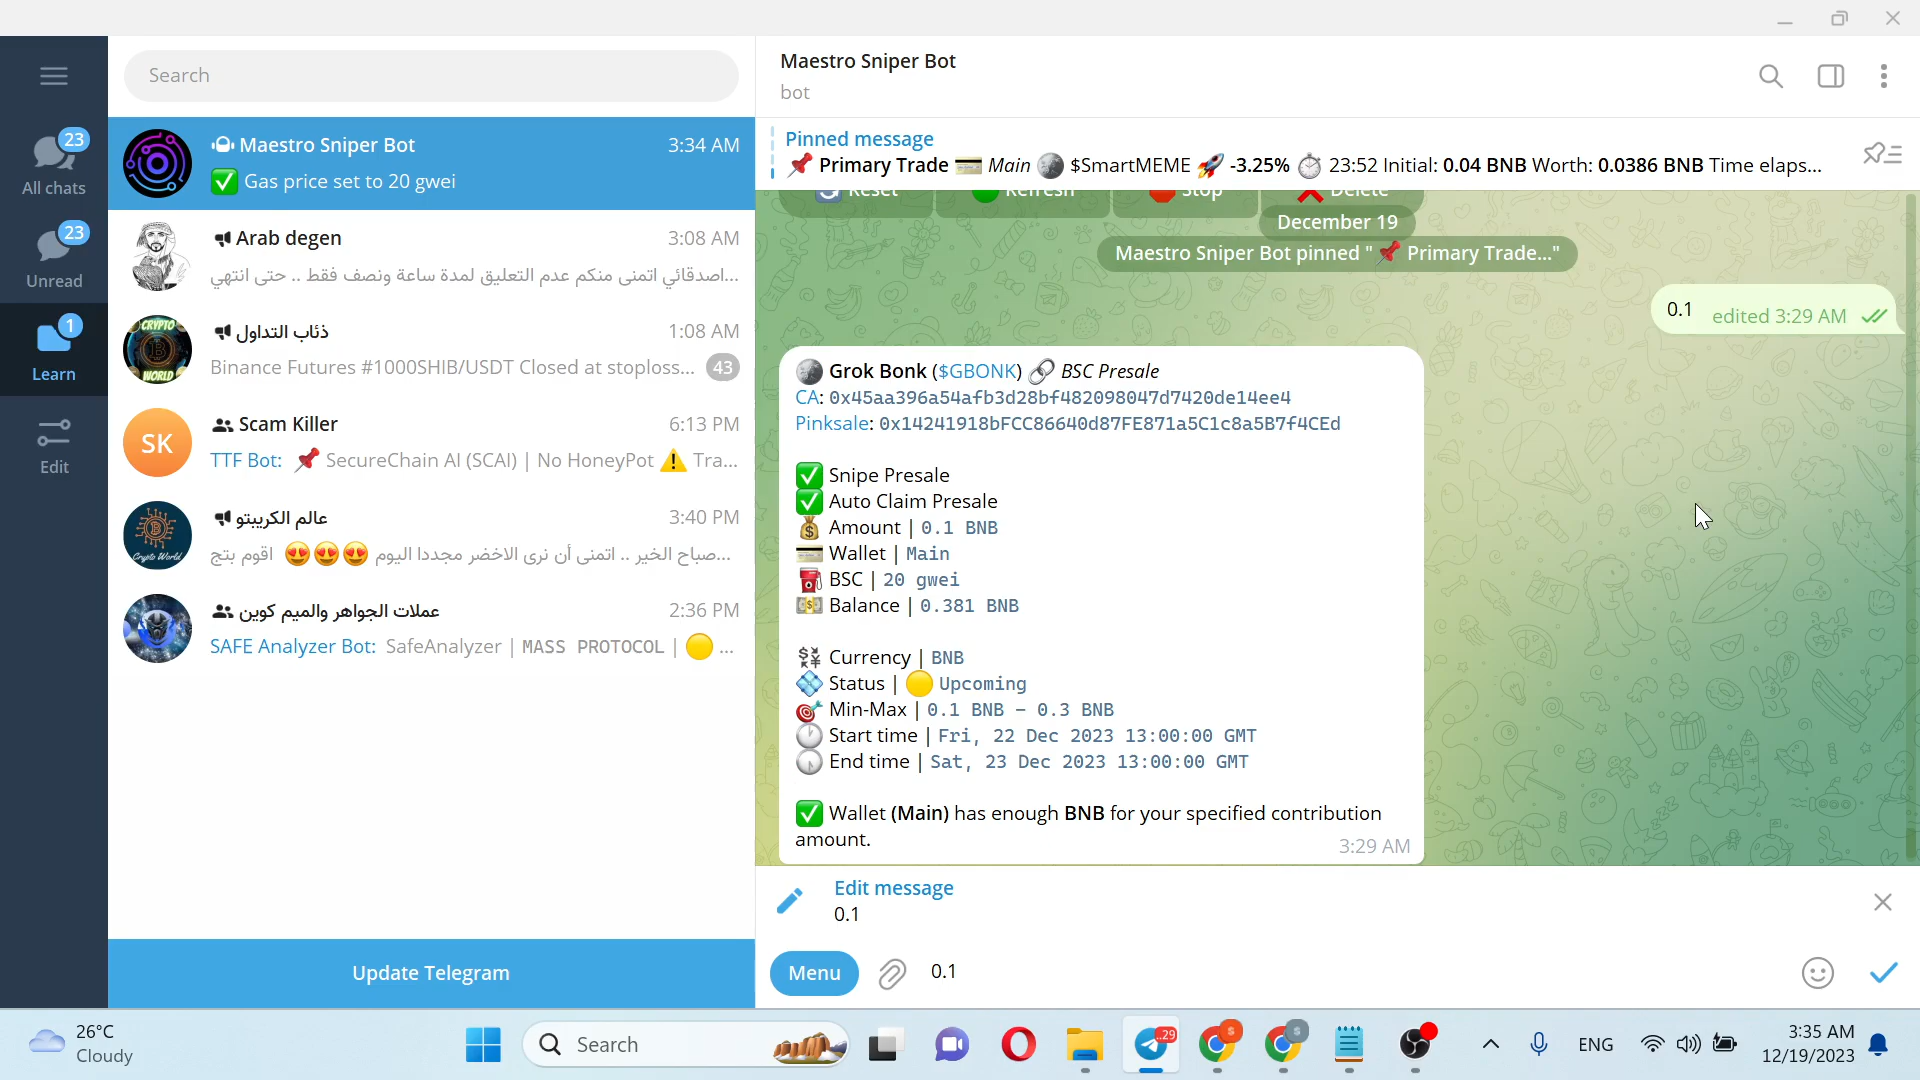 Search
23
All chats
23
Unread
1
Learn
Edit
Maestro Sniper Bot 3:34 AM
✅ Gas price set to 20 gwei
Arab degen 3:08 AM
اصدقائي اتمنى منكم عدم التعليق لمدة ساعة ونصف فقط .. حتى انتهي...
ذئاب التداول 1:08 AM
Binance Futures #1000SHIB/USDT Closed at stoploss... 43
SK
Scam Killer 6:13 PM
TTF Bot: 📌 SecureChain AI (SCAI) | No HoneyPot ⚠️ Tra...
CRYPTO
WORLD
عالم الكريبتو 3:40 PM
Crypto World
صباح الخير .. اتمنى أن نرى الاخضر مجددا اليوم 😍😍😍 اقوم بتج...
عملات الجواهر والميم كوين 2:36 PM
SAFE Analyzer Bot: SafeAnalyzer | MASS PROTOCOL | 🟡 ...
Update Telegram
Maestro Sniper Bot
bot
Pinned message
📌 Primary Trade 💳 Main 🌑 $SmartMEME 🚀 -3.25% ⏱ 23:52 Initial: 0.04 BNB Worth: 0.0386 BNB Time elaps...
Reset Refresh Stop Delete
December 19
Maestro Sniper Bot pinned "📌 Primary Trade..."
0.1 edited 3:29 AM
Grok Bonk ($GBONK) 🔗 BSC Presale
CA: 0x45aa396a54afb3d28bf482098047d7420de14ee4
Pinksale: 0x14241918bFCC86640d87FE871a5C1c8a5B7f4CEd
✅ Snipe Presale
✅ Auto Claim Presale
💰 Amount | 0.1 BNB
💳 Wallet | Main
⛽ BSC | 20 gwei
💵 Balance | 0.381 BNB
💱 Currency | BNB
💠 Status | 🟡 Upcoming
🎯 Min-Max | 0.1 BNB - 0.3 BNB
🕐 Start time | Fri, 22 Dec 2023 13:00:00 GMT
🕠 End time | Sat, 23 Dec 2023 13:00:00 GMT
✅ Wallet (Main) has enough BNB for your specified contribution
amount.
3:29 AM
Edit message
0.1
Menu 0.1
26°C
Cloudy
Search
..29
S
S
ENG
3:35 AM
12/19/2023